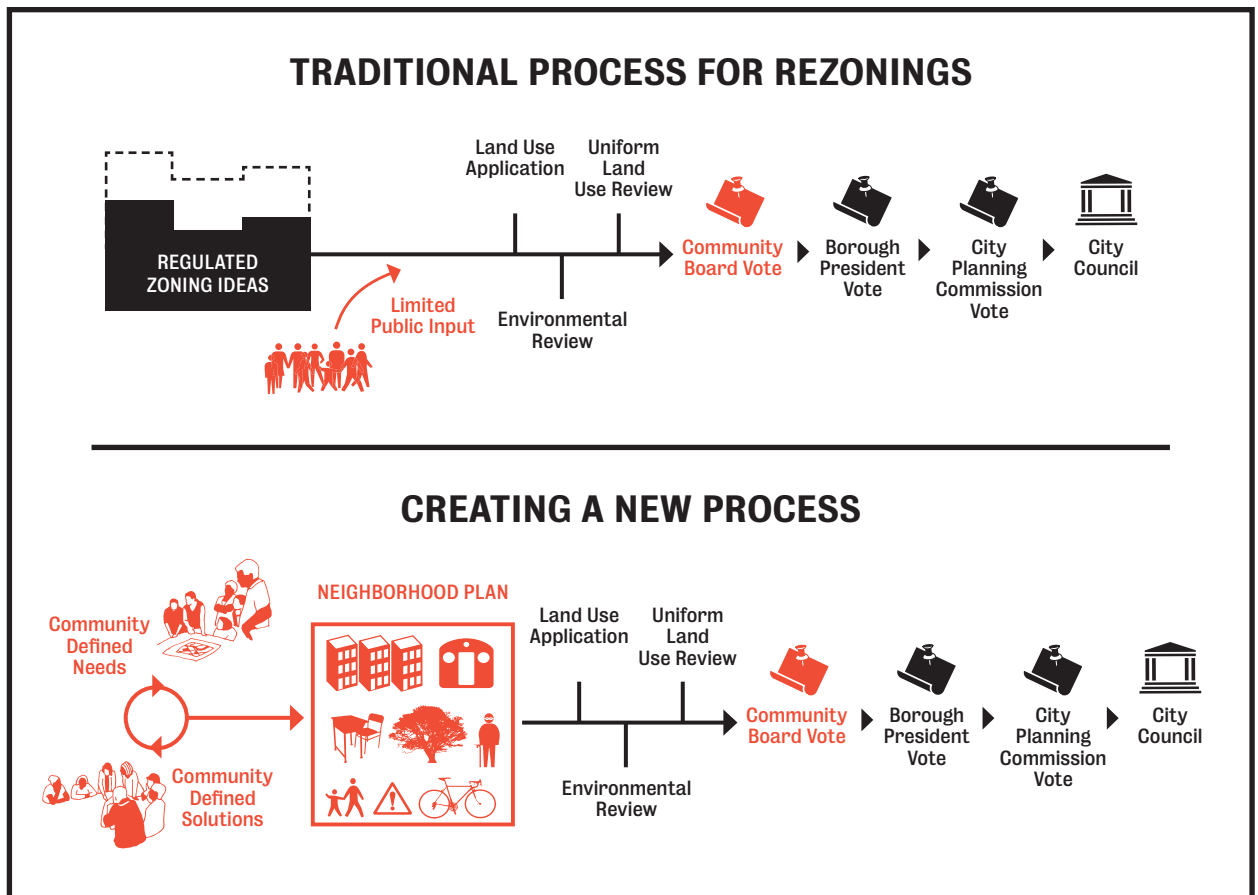 TRADITIONAL PROCESS FOR REZONINGS
REGULATED
ZONING IDEAS
Limited
Public Input
Land Use
Application
Environmental
Review
Uniform
Land
Use Review
Community
Board Vote
Borough
President
Vote
City
Planning
Commission
Vote
City
Council
CREATING A NEW PROCESS
Community
Defined
Needs
Community
Defined
Solutions
NEIGHBORHOOD PLAN
Land Use
Application
Environmental
Review
Uniform
Land
Use Review
Community
Board Vote
Borough
President
Vote
City
Planning
Commission
Vote
City
Council